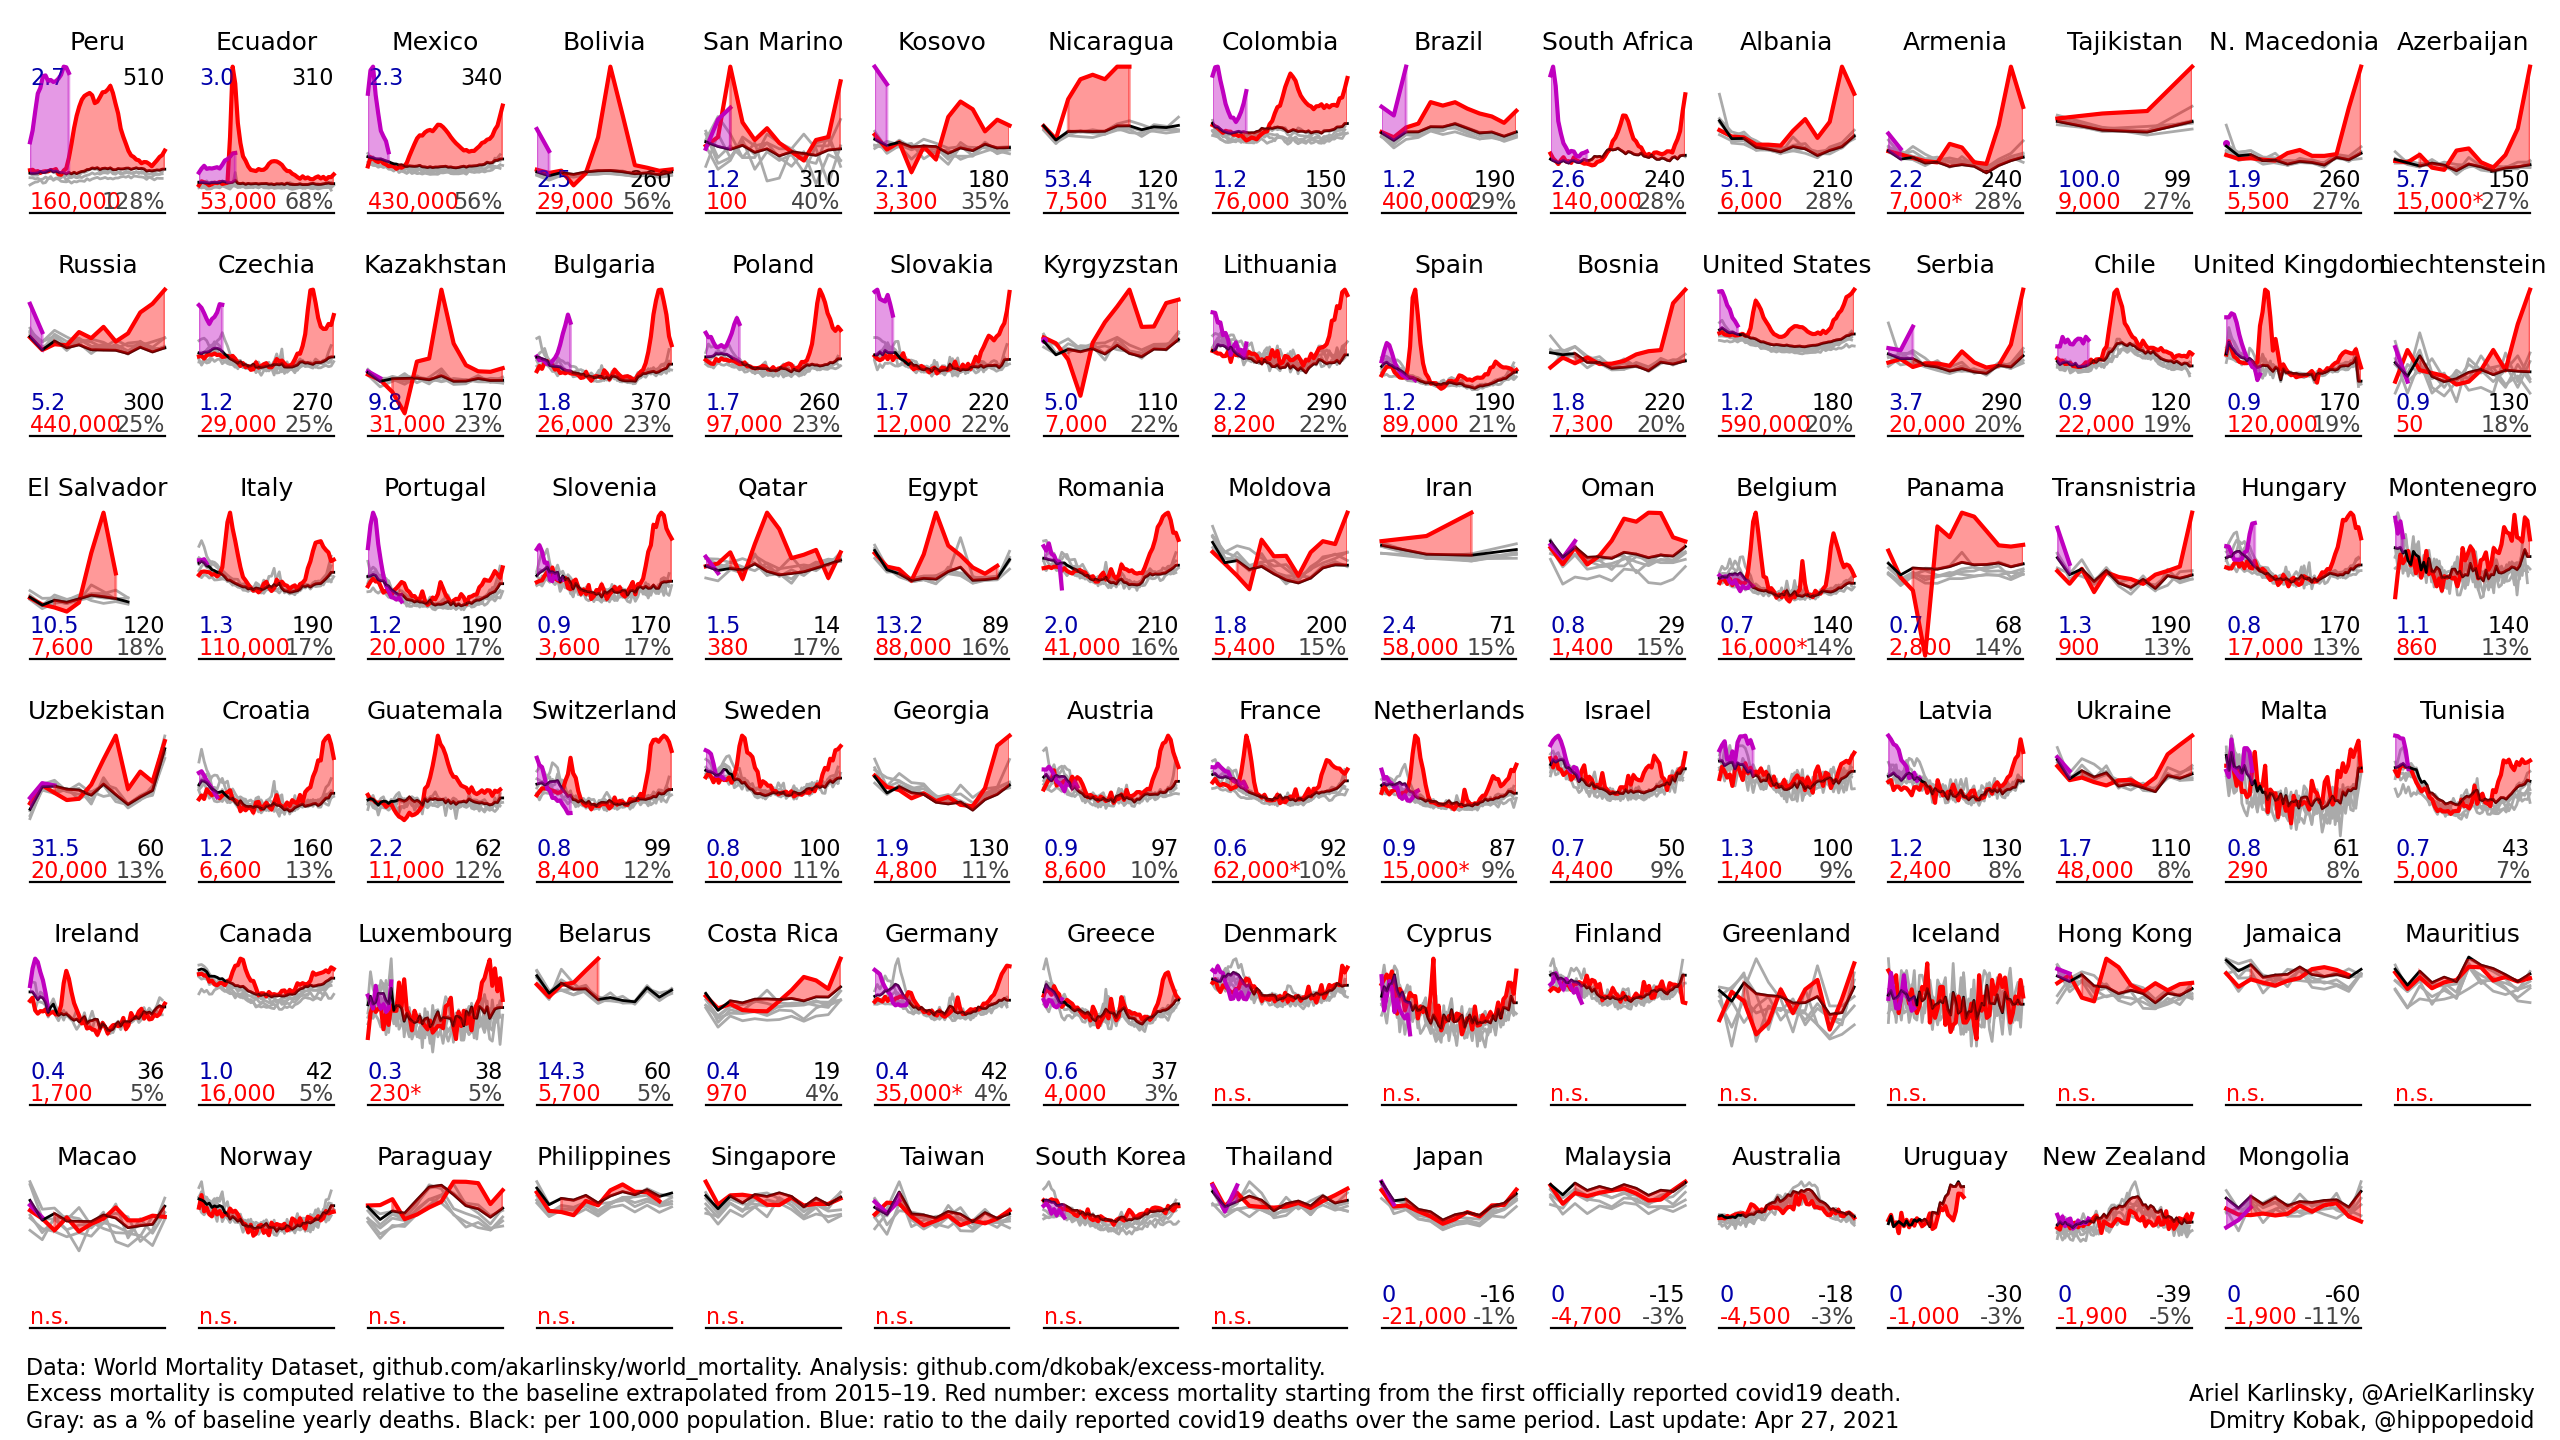 Peru Ecuador Mexico Bolivia San Marino Kosovo Nicaragua Colombia Brazil South Africa Albania Armenia Tajikistan N. Macedonia Azerbaijan
2.7 510 3.0 310 2.3 340
2.5 260 1.2 310 2.1 180 53.4 120 1.2 150 1.2 190 2.6 240 5.1 210 2.2 240 100.0 99 1.9 260 5.7 150
160,000 128% 53,000 68% 430,000 56% 29,000 56% 100 40% 3,300 35% 7,500 31% 76,000 30% 400,000 29% 140,000 28% 6,000 28% 7,000* 28% 9,000 27% 5,500 27% 15,000* 27%
Russia Czechia Kazakhstan Bulgaria Poland Slovakia Kyrgyzstan Lithuania Spain Bosnia United States Serbia Chile United Kingdom Liechtenstein
5.2 300 1.2 270 9.8 170 1.8 370 1.7 260 1.7 220 5.0 110 2.2 290 1.2 190 1.8 220 1.2 180 3.7 290 0.9 120 0.9 170 0.9 130
440,000 25% 29,000 25% 31,000 23% 26,000 23% 97,000 23% 12,000 22% 7,000 22% 8,200 22% 89,000 21% 7,300 20% 590,000 20% 20,000 20% 22,000 19% 120,000 19% 50 18%
El Salvador Italy Portugal Slovenia Qatar Egypt Romania Moldova Iran Oman Belgium Panama Transnistria Hungary Montenegro
10.5 120 1.3 190 1.2 190 0.9 170 1.5 14 13.2 89 2.0 210 1.8 200 2.4 71 0.8 29 0.7 140 0.7 68 1.3 190 0.8 170 1.1 140
7,600 18% 110,000 17% 20,000 17% 3,600 17% 380 17% 88,000 16% 41,000 16% 5,400 15% 58,000 15% 1,400 15% 16,000* 14% 2,800 14% 900 13% 17,000 13% 860 13%
Uzbekistan Croatia Guatemala Switzerland Sweden Georgia Austria France Netherlands Israel Estonia Latvia Ukraine Malta Tunisia
31.5 60 1.2 160 2.2 62 0.8 99 0.8 100 1.9 130 0.9 97 0.6 92 0.9 87 0.7 50 1.3 100 1.2 130 1.7 110 0.8 61 0.7 43
20,000 13% 6,600 13% 11,000 12% 8,400 12% 10,000 11% 4,800 11% 8,600 10% 62,000* 10% 15,000* 9% 4,400 9% 1,400 9% 2,400 8% 48,000 8% 290 8% 5,000 7%
Ireland Canada Luxembourg Belarus Costa Rica Germany Greece Denmark Cyprus Finland Greenland Iceland Hong Kong Jamaica Mauritius
0.4 36 1.0 42 0.3 38 14.3 60 0.4 19 0.4 42 0.6 37
1,700 5% 16,000 5% 230* 5% 5,700 5% 970 4% 35,000* 4% 4,000 3% n.s. n.s. n.s. n.s. n.s. n.s. n.s. n.s.
Macao Norway Paraguay Philippines Singapore Taiwan South Korea Thailand Japan Malaysia Australia Uruguay New Zealand Mongolia
0 -16 0 -15 0 -18 0 -30 0 -39 0 -60
n.s. n.s. n.s. n.s. n.s. n.s. n.s. n.s. -21,000 -1% -4,700 -3% -4,500 -3% -1,000 -3% -1,900 -5% -1,900 -11%
Data: World Mortality Dataset, github.com/akarlinsky/world_mortality. Analysis: github.com/dkobak/excess-mortality.
Excess mortality is computed relative to the baseline extrapolated from 2015–19. Red number: excess mortality starting from the first officially reported covid19 death. Ariel Karlinsky, @ArielKarlinsky
Gray: as a % of baseline yearly deaths. Black: per 100,000 population. Blue: ratio to the daily reported covid19 deaths over the same period. Last update: Apr 27, 2021 Dmitry Kobak, @hippopedoid